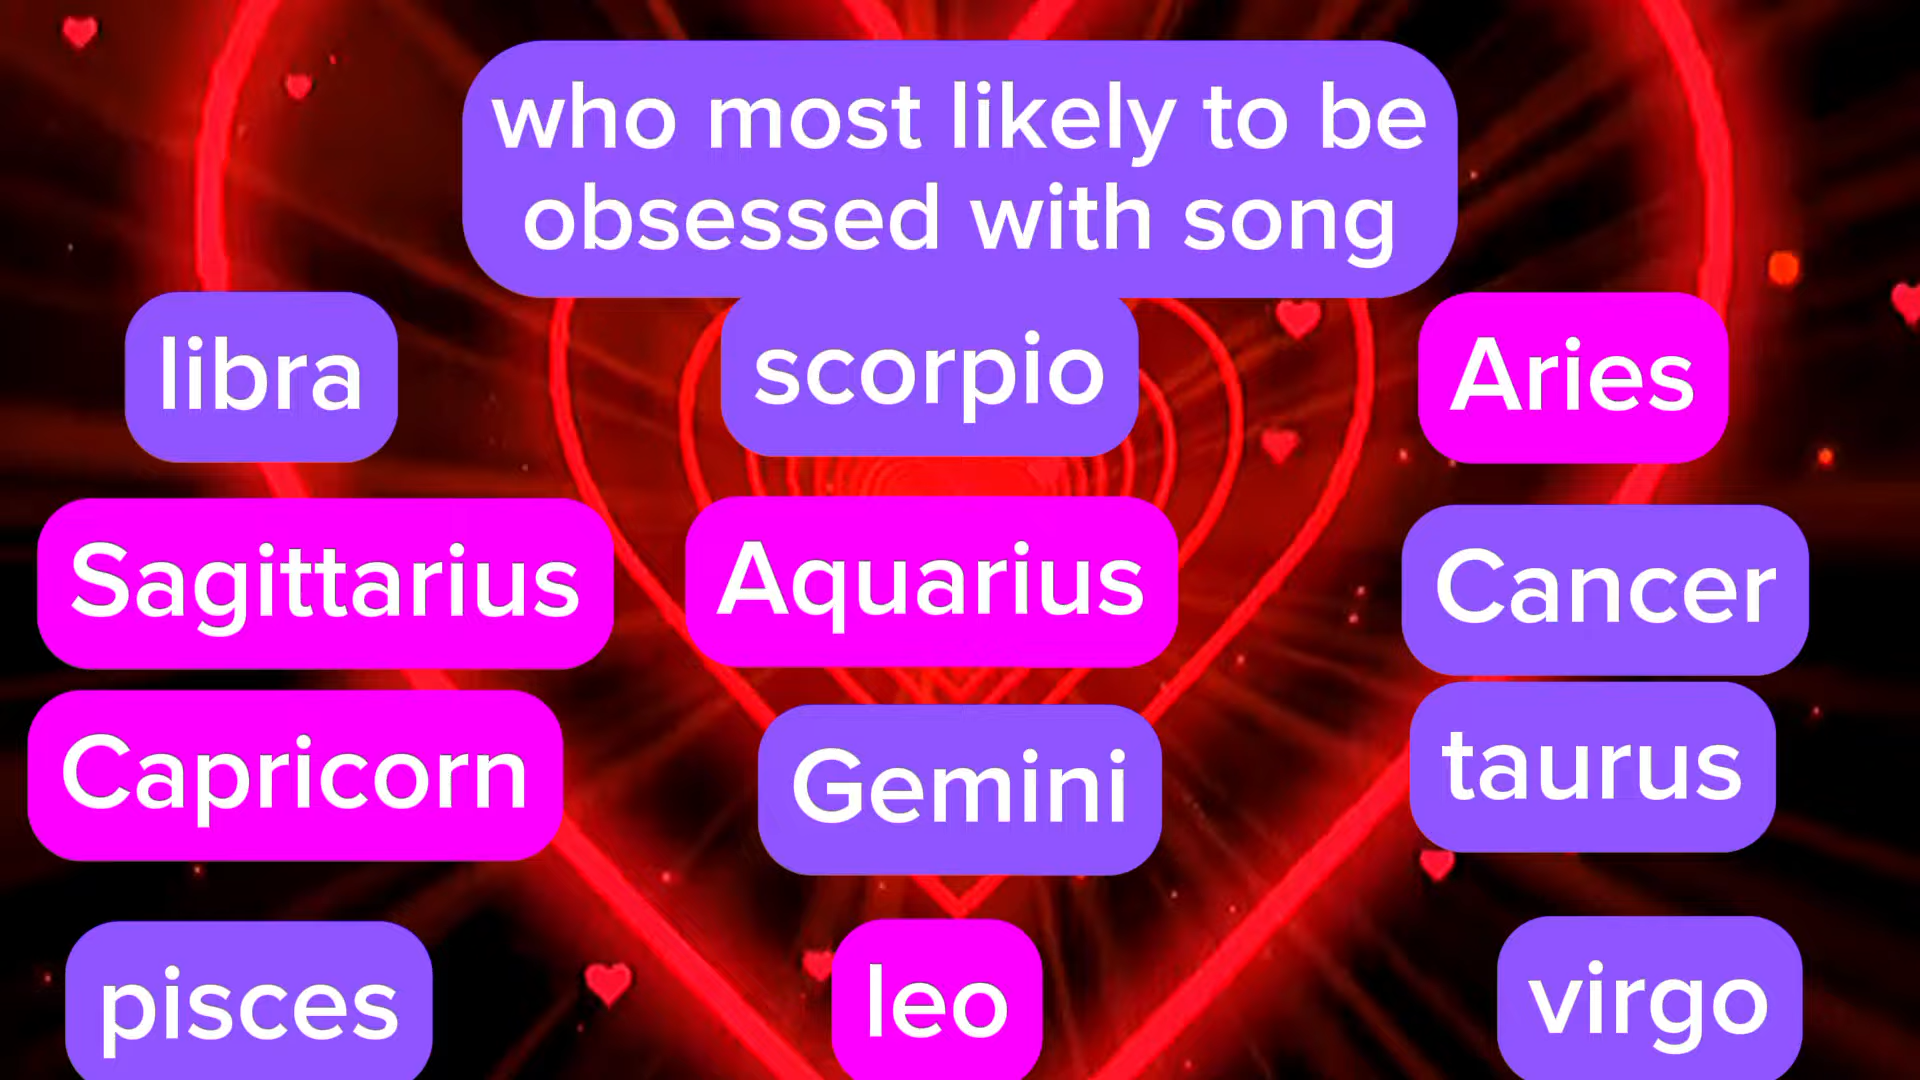 who most likely to be
obsessed with song
libra
scorpio
Aries
Sagittarius
Aquarius
Cancer
Capricorn
Gemini
taurus
pisces
leo
virgo